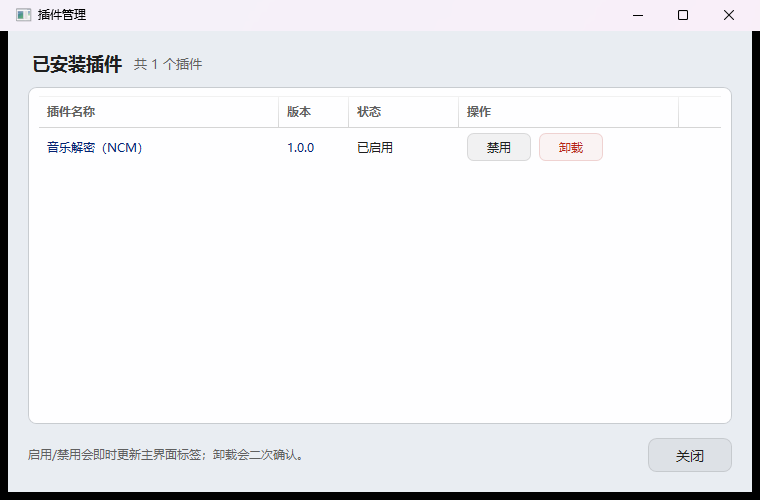 插件管理
已安装插件 共 1 个插件
插件名称 版本 状态 操作
音乐解密（NCM） 1.0.0 已启用 禁用 卸载
启用/禁用会即时更新主界面标签；卸载会二次确认。
关闭